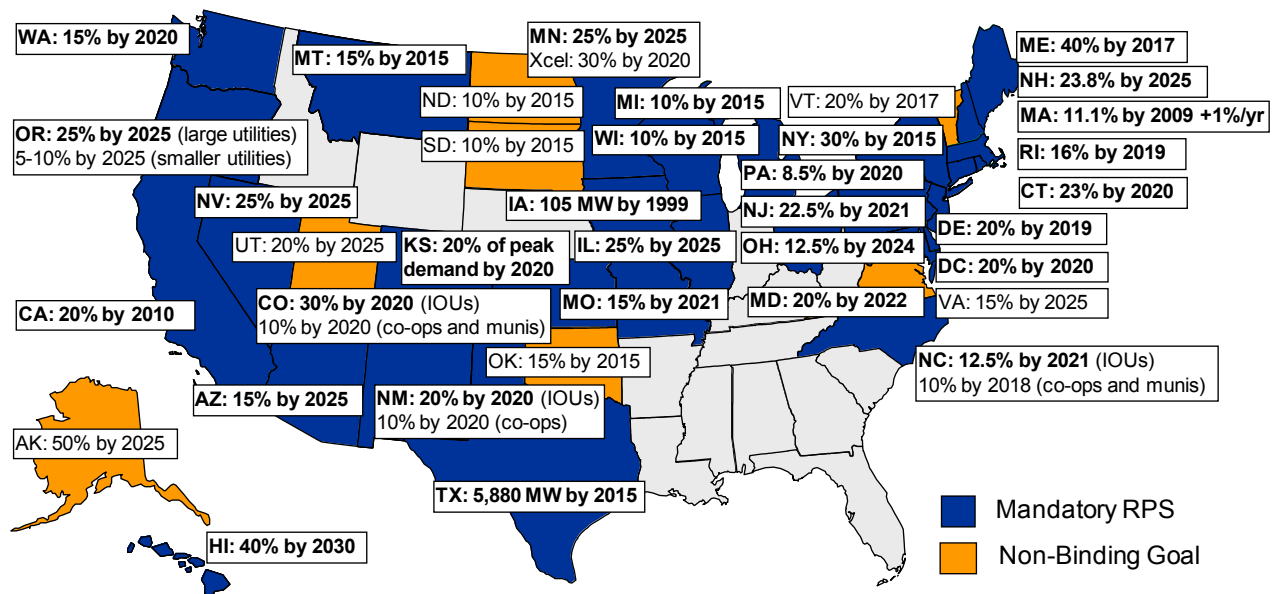 WA: 15% by 2020
MT: 15% by 2015
MN: 25% by 2025
Xcel: 30% by 2020
ME: 40% by 2017
NH: 23.8% by 2025
ND: 10% by 2015
MI: 10% by 2015
VT: 20% by 2017
MA: 11.1% by 2009 +1%/yr
OR: 25% by 2025 (large utilities)
5-10% by 2025 (smaller utilities)
SD: 10% by 2015
WI: 10% by 2015
NY: 30% by 2015
RI: 16% by 2019
PA: 8.5% by 2020
CT: 23% by 2020
NV: 25% by 2025
IA: 105 MW by 1999
NJ: 22.5% by 2021
DE: 20% by 2019
UT: 20% by 2025
KS: 20% of peak
demand by 2020
IL: 25% by 2025
OH: 12.5% by 2024
DC: 20% by 2020
CA: 20% by 2010
CO: 30% by 2020 (IOUs)
10% by 2020 (co-ops and munis)
MO: 15% by 2021
MD: 20% by 2022
VA: 15% by 2025
OK: 15% by 2015
NC: 12.5% by 2021 (IOUs)
10% by 2018 (co-ops and munis)
AZ: 15% by 2025
NM: 20% by 2020 (IOUs)
10% by 2020 (co-ops)
AK: 50% by 2025
TX: 5,880 MW by 2015
HI: 40% by 2030
Mandatory RPS
Non-Binding Goal